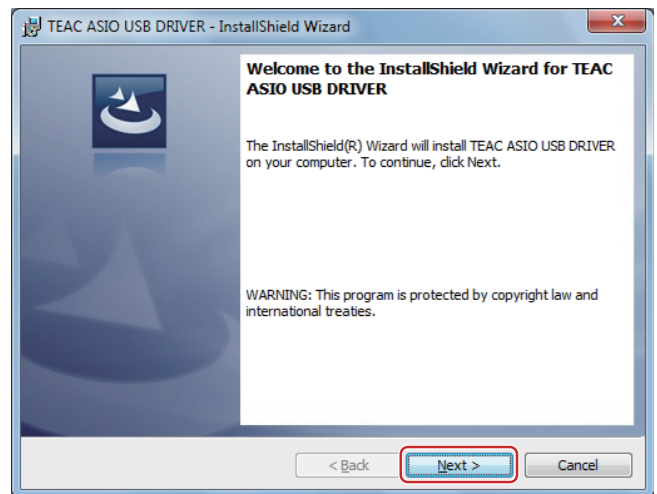 TEAC ASIO USB DRIVER - InstallShield Wizard
Welcome to the InstallShield Wizard for TEAC
ASIO USB DRIVER
The InstallShield(R) Wizard will install TEAC ASIO USB DRIVER
on your computer. To continue, click Next.
WARNING: This program is protected by copyright law and
international treaties.
< Back
Next >
Cancel